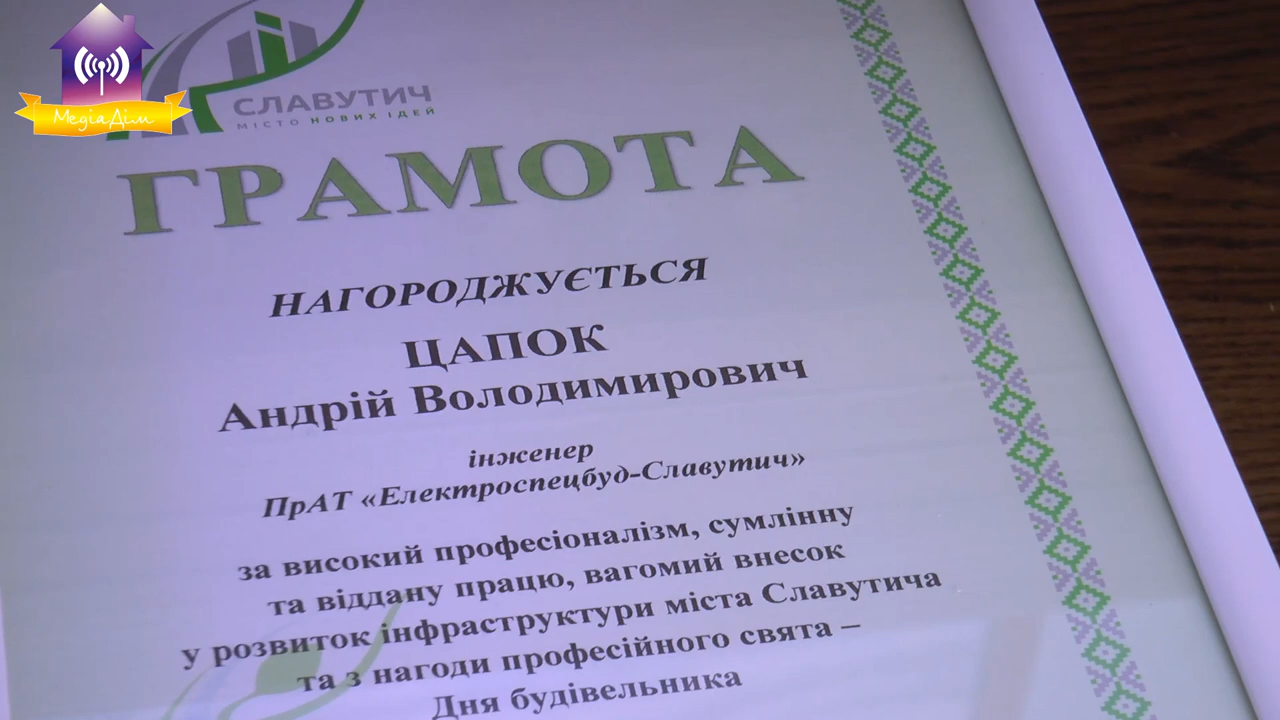 МедіаДім
СЛАВУТИЧ
МІСТО НОВИХ ІДЕЙ
ГРАМОТА
НАГОРОДЖУЄТЬСЯ
ЦАПОК
Андрій Володимирович
інженер
ПрАТ «Електроспецбуд-Славутич»
за високий професіоналізм, сумлінну
та віддану працю, вагомий внесок
у розвиток інфраструктури міста Славутича
та з нагоди професійного свята –
Дня будівельника